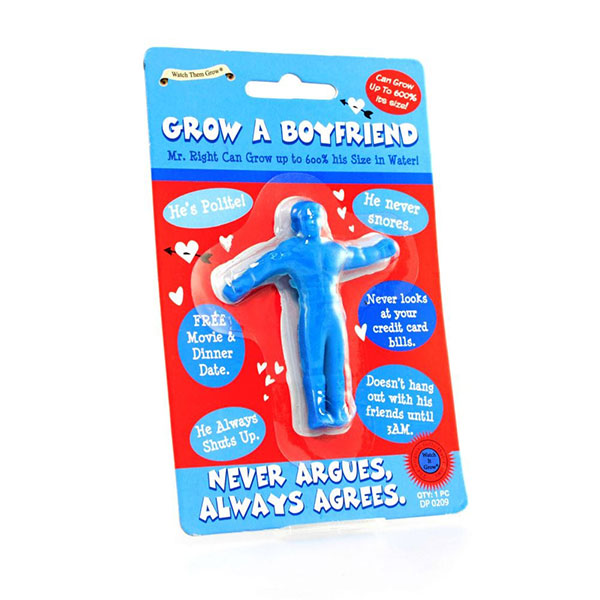 Watch Them Grow®
Can Grow
Up To 600%
its size!
GROW A BOYFRIEND
Mr. Right Can Grow up to 600% his Size in Water!
He's Polite!
He never
snores.
FREE
Movie &
Dinner
Date.
Never looks
at your
credit card
bills.
He Always
Shuts Up.
Doesn't hang
out with his
friends until
3AM.
Watch
It
Grow®
NEVER ARGUES,
ALWAYS AGREES.
QTY: 1 PC
DP 0209